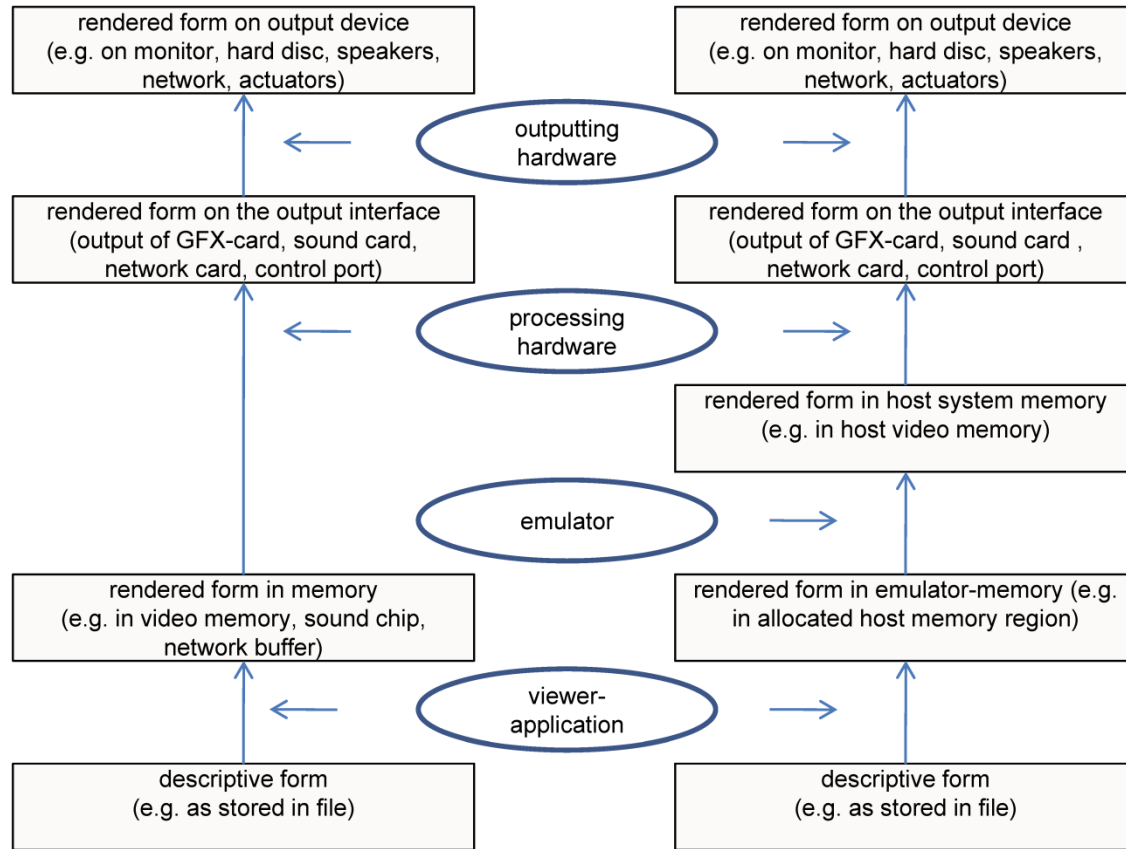 rendered form on output device
(e.g. on monitor, hard disc, speakers,
network, actuators)
rendered form on output device
(e.g. on monitor, hard disc, speakers,
network, actuators)
outputting
hardware
rendered form on the output interface
(output of GFX-card, sound card,
network card, control port)
rendered form on the output interface
(output of GFX-card, sound card ,
network card, control port)
processing
hardware
rendered form in host system memory
(e.g. in host video memory)
emulator
rendered form in memory
(e.g. in video memory, sound chip,
network buffer)
rendered form in emulator-memory (e.g.
in allocated host memory region)
viewer-
application
descriptive form
(e.g. as stored in file)
descriptive form
(e.g. as stored in file)